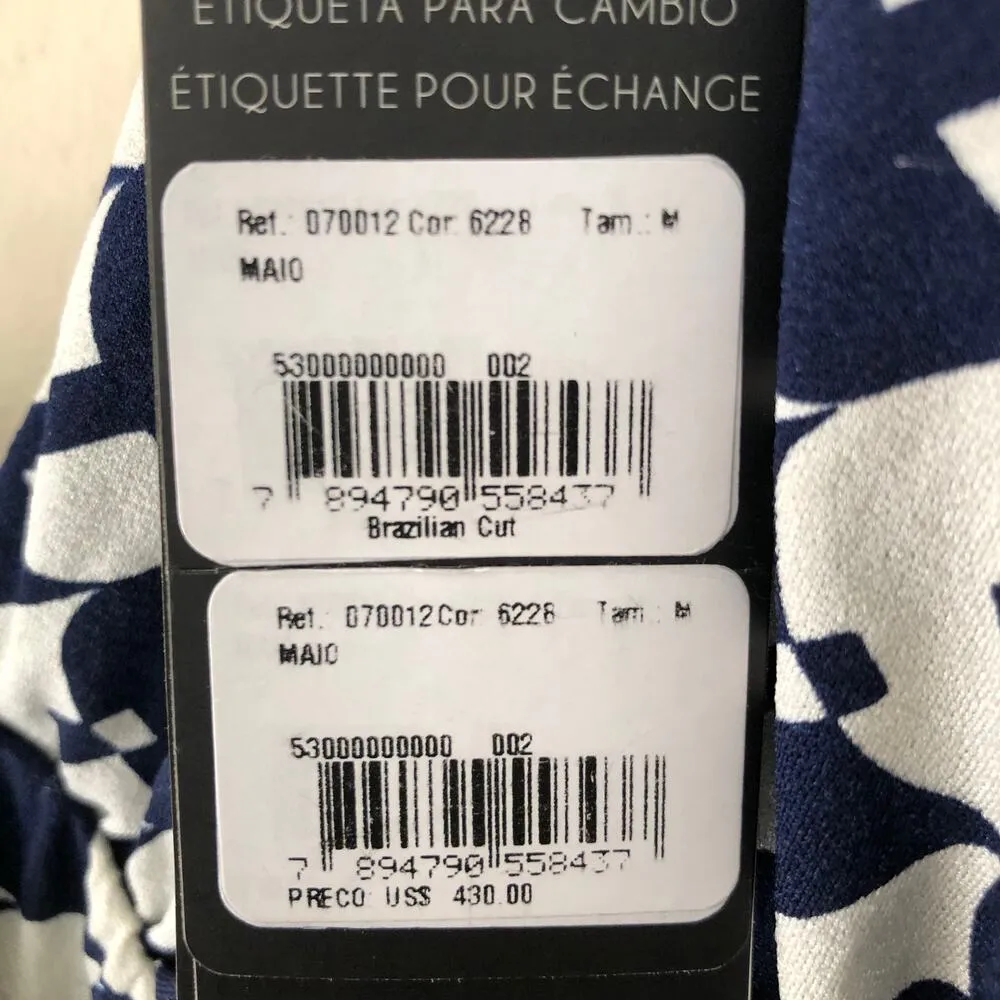 ETIQUETA PARA CAMBIO
ÉTIQUETTE POUR ÉCHANGE
Ref.: 070012 Cor: 6228 Tam.: M
MAIO
53000000000 002
7 894790 558437
Brazilian Cut
Ref.: 070012 Cor: 6228 Tam.: M
MAIO
53000000000 002
7 894790 558437
PRECO: US$ 430.00